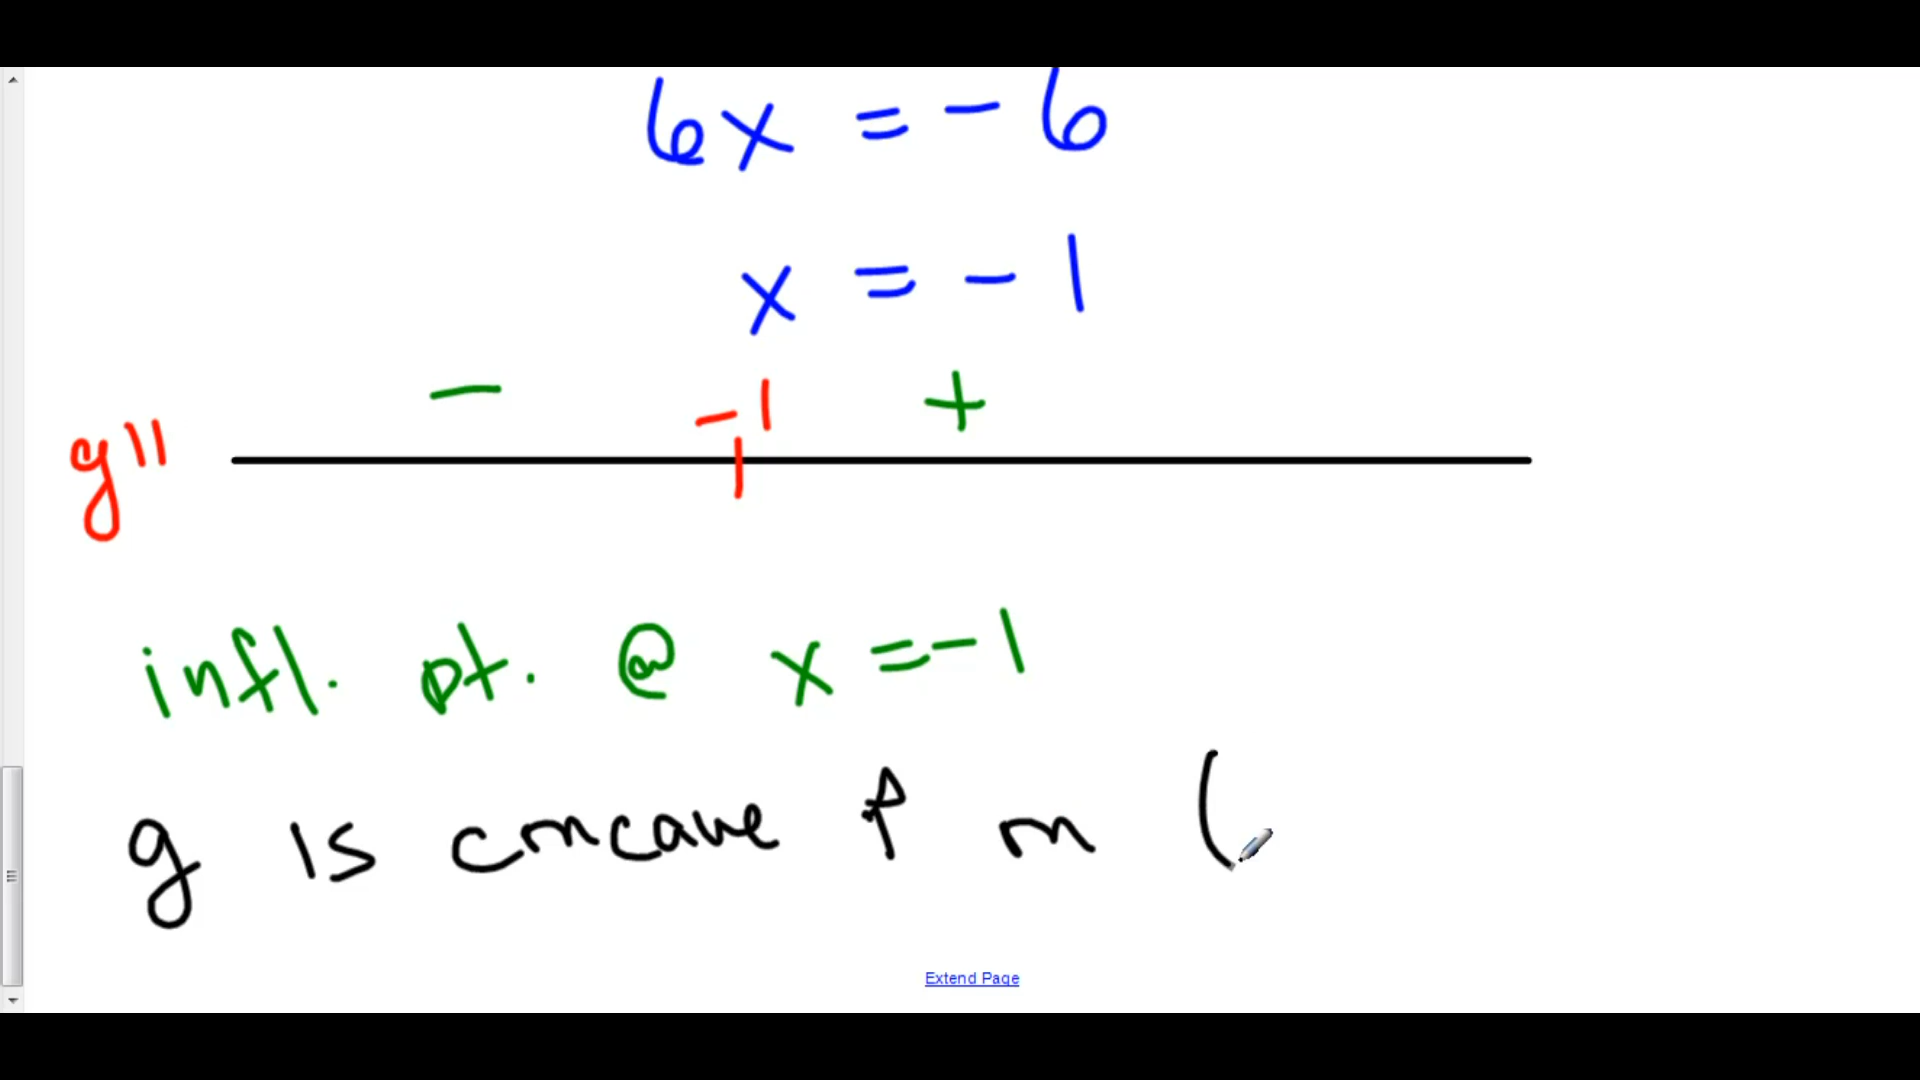 6x = -6
x = -1
- -1 +
g''
infl. pt. @ x = -1
g is concave ↑ on (
Extend Page